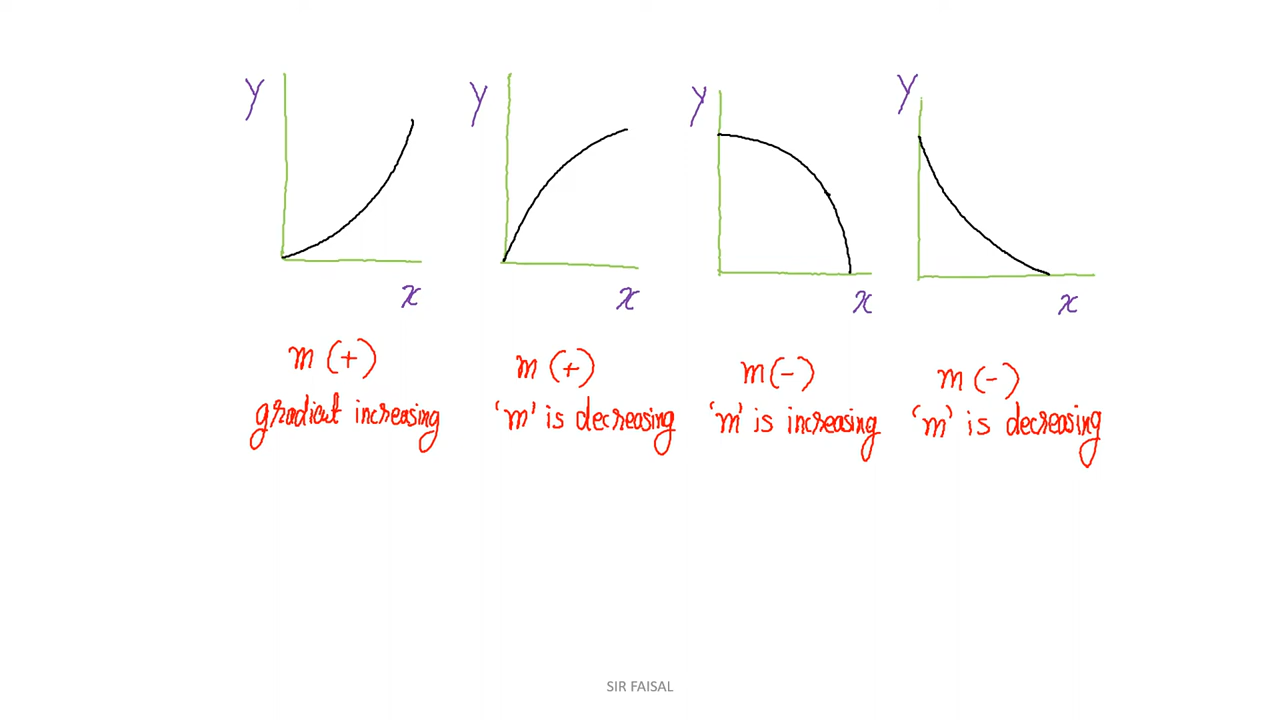 y
x
m (+)
gradient increasing
y
x
m (+)
'm' is decreasing
y
x
m (-)
'm' is increasing
y
x
m (-)
'm' is decreasing
SIR FAISAL